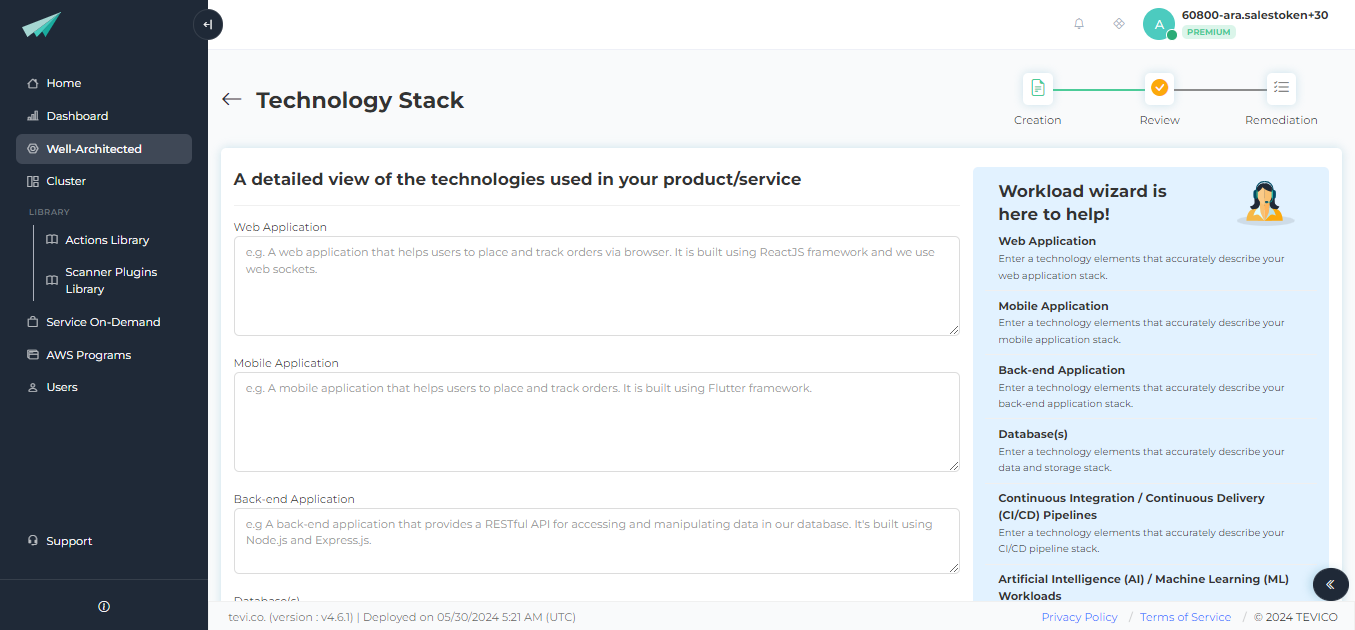 60800-ara.salestoken+30
A
PREMIUM
Home
Dashboard
Well-Architected
Cluster
LIBRARY
Actions Library
Scanner Plugins
Library
Service On-Demand
AWS Programs
Users
Support
Technology Stack
Creation
Review
Remediation
A detailed view of the technologies used in your product/service
Web Application
e.g. A web application that helps users to place and track orders via browser. It is built using ReactJS framework and we use
web sockets.
Mobile Application
e.g. A mobile application that helps users to place and track orders. It is built using Flutter framework.
Back-end Application
e.g A back-end application that provides a RESTful API for accessing and manipulating data in our database. It's built using
Node.js and Express.js.
Database(s)
Workload wizard is
here to help!
Web Application
Enter a technology elements that accurately describe your
web application stack.
Mobile Application
Enter a technology elements that accurately describe your
mobile application stack.
Back-end Application
Enter a technology elements that accurately describe your
back-end application stack.
Database(s)
Enter a technology elements that accurately describe your
data and storage stack.
Continuous Integration / Continuous Delivery
(CI/CD) Pipelines
Enter a technology elements that accurately describe your
CI/CD pipeline stack.
Artificial Intelligence (AI) / Machine Learning (ML)
Workloads
tevi.co. (version : v4.6.1) | Deployed on 05/30/2024 5:21 AM (UTC)
Privacy Policy / Terms of Service / © 2024 TEVICO